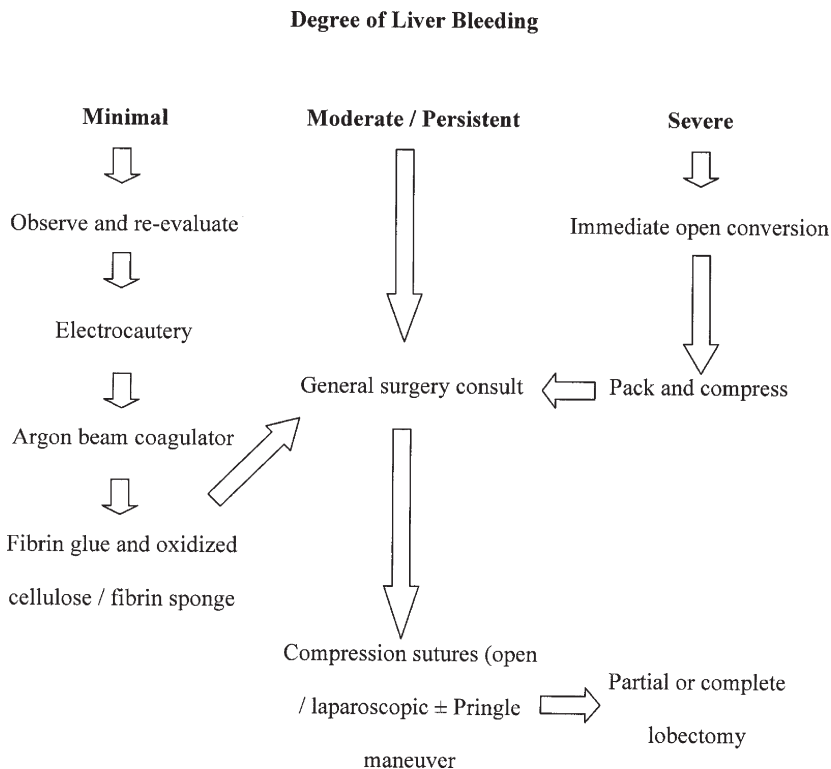 Degree of Liver Bleeding
Minimal
Moderate / Persistent
Severe
Observe and re-evaluate
Immediate open conversion
Electrocautery
General surgery consult
Pack and compress
Argon beam coagulator
Fibrin glue and oxidized
cellulose / fibrin sponge
Compression sutures (open
/ laparoscopic ± Pringle
maneuver
Partial or complete
lobectomy